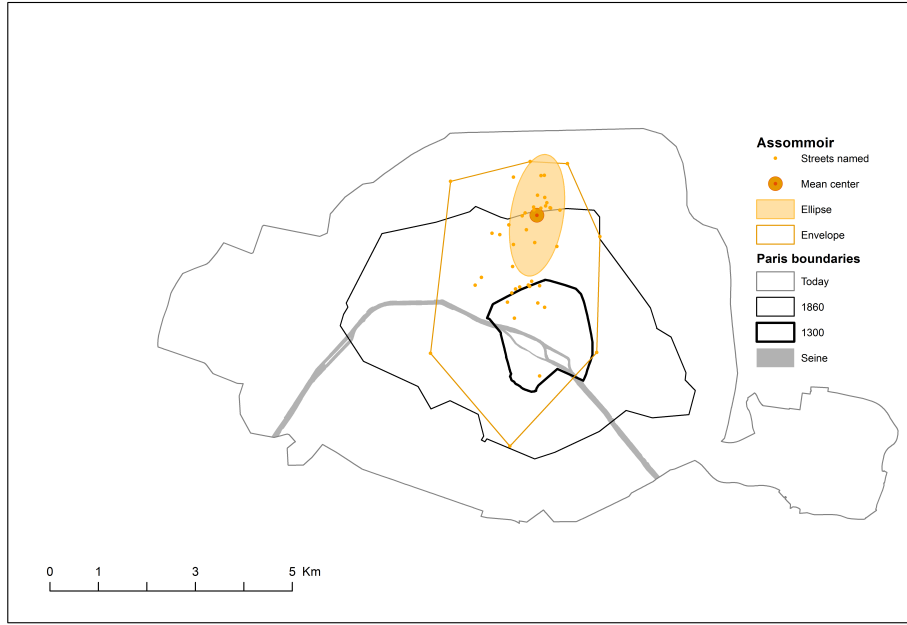 Assommoir
Streets named
Mean center
Ellipse
Envelope
Paris boundaries
Today
1860
1300
Seine
0 1 3 5 Km